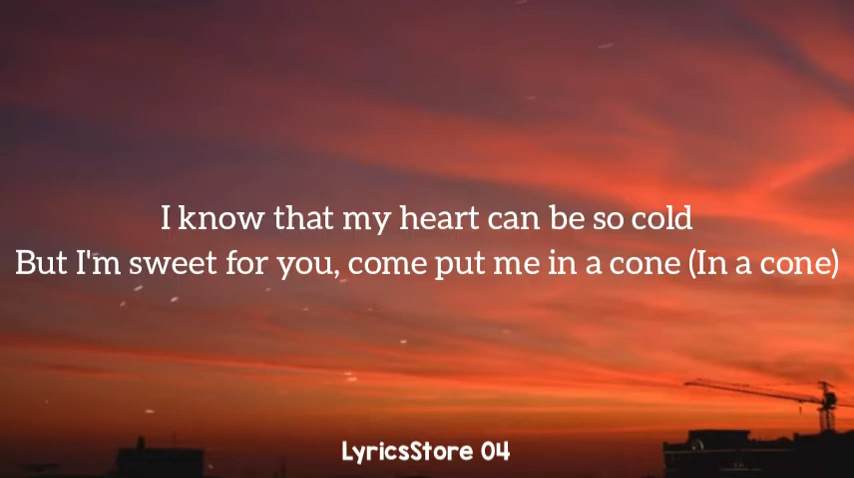 I know that my heart can be so cold
But I'm sweet for you, come put me in a cone (In a cone)
LyricsStore 04